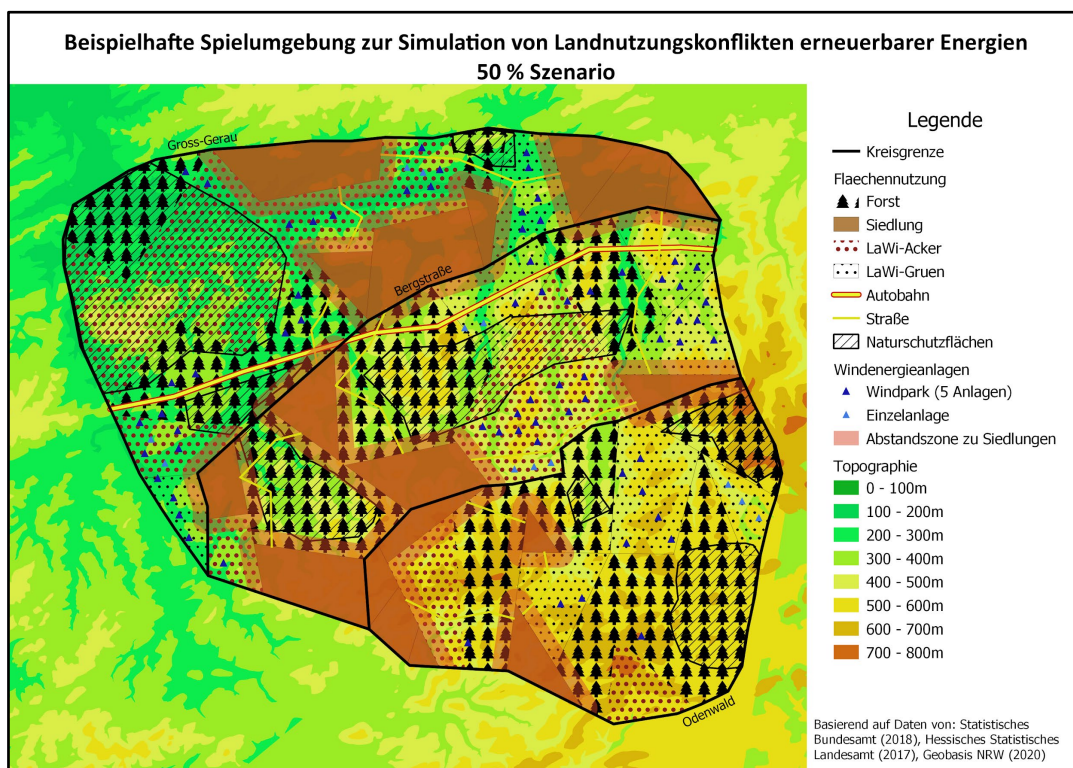 Beispielhafte Spielumgebung zur Simulation von Landnutzungskonflikten erneuerbarer Energien
50 % Szenario
Gross-Gerau
Bergstraße
Odenwald
Legende
Kreisgrenze
Flaechennutzung
Forst
Siedlung
LaWi-Acker
LaWi-Gruen
Autobahn
Straße
Naturschutzflächen
Windenergieanlagen
Windpark (5 Anlagen)
Einzelanlage
Abstandszone zu Siedlungen
Topographie
0 - 100m
100 - 200m
200 - 300m
300 - 400m
400 - 500m
500 - 600m
600 - 700m
700 - 800m
Basierend auf Daten von: Statistisches
Bundesamt (2018), Hessisches Statistisches
Landesamt (2017), Geobasis NRW (2020)